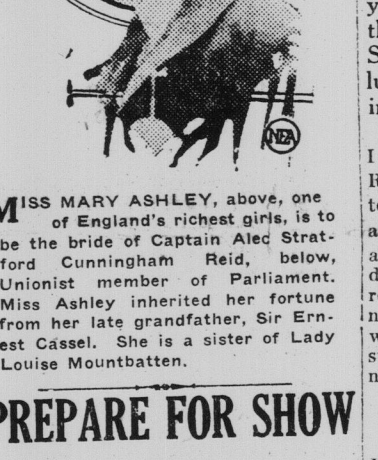 NEA
MISS MARY ASHLEY, above, one
of England's richest girls, is to
be the bride of Captain Alec Strat-
ford Cunningham Reid, below,
Unionist member of Parliament.
Miss Ashley inherited her fortune
from her late grandfather, Sir Ern-
est Cassel. She is a sister of Lady
Louise Mountbatten.
PREPARE FOR SHOW